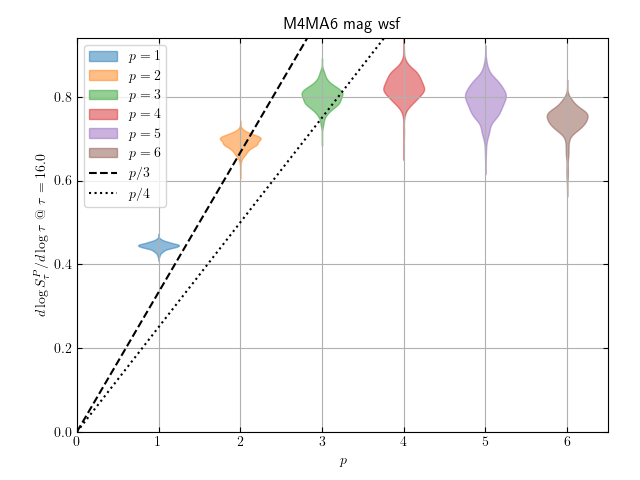 M4MA6 mag wsf
p = 1
p = 2
p = 3
p = 4
p = 5
p = 6
p/3
p/4
d log S_τ^P / d log τ @ τ = 16.0
0.8
0.6
0.4
0.2
0.0
0 1 2 3 4 5 6
p